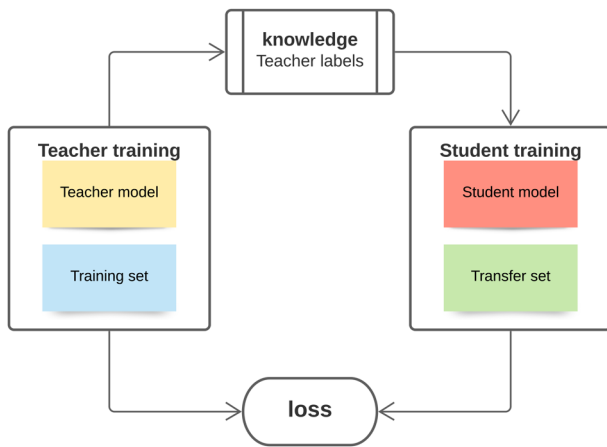 knowledge
Teacher labels
Teacher training
Teacher model
Training set
Student training
Student model
Transfer set
loss